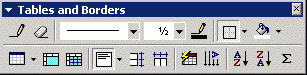 Tables and Borders
½
A Z
Z A
Σ